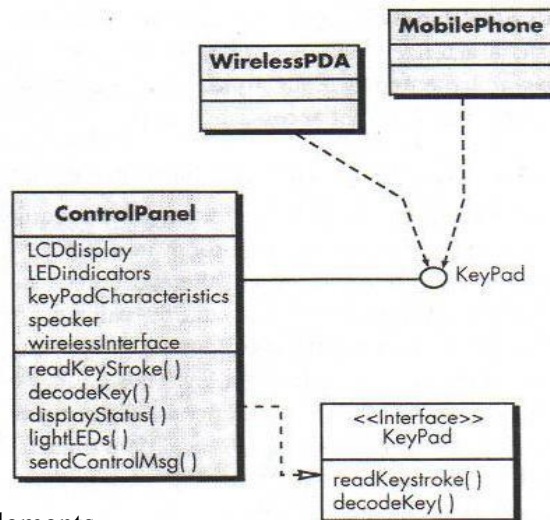 MobilePhone
WirelessPDA
ControlPanel
LCDdisplay
LEDindicators
keyPadCharacteristics
speaker
wirelessInterface
readKeyStroke( )
decodeKey( )
displayStatus( )
lightLEDs( )
sendControlMsg( )
KeyPad
<<Interface>>
KeyPad
readKeystroke( )
decodeKey( )